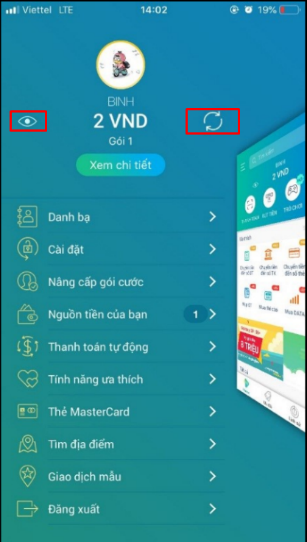 Viettel LTE 14:02 19%
BINH
2 VND
Gói 1
Xem chi tiết
Danh bạ
Cài đặt
Nâng cấp gói cước
Nguồn tiền của bạn 1
Thanh toán tự động
Tính năng ưa thích
Thẻ MasterCard
Tìm địa điểm
Giao dịch mẫu
Đăng xuất
2 VND
8 TRIỆU